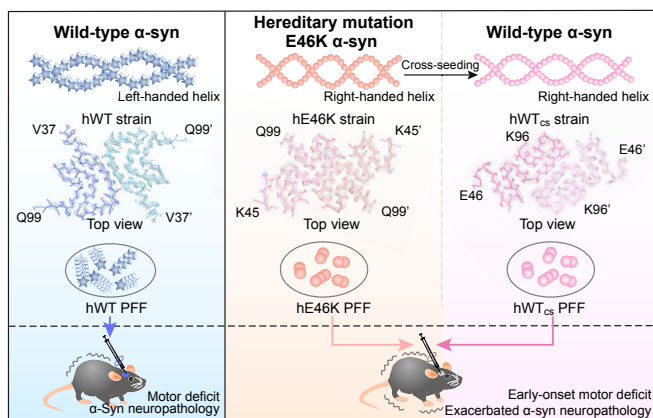 Wild-type α-syn
Left-handed helix
hWT strain
V37
Q99'
Q99
V37'
Top view
hWT PFF
Motor deficit
α-Syn neuropathology
Hereditary mutation
E46K α-syn
Cross-seeding
Right-handed helix
hE46K strain
Q99
K45'
K45
Q99'
Top view
hE46K PFF
Wild-type α-syn
Right-handed helix
hWTcs strain
K96
E46'
E46
K96'
Top view
hWTcs PFF
Early-onset motor deficit
Exacerbated α-syn neuropathology